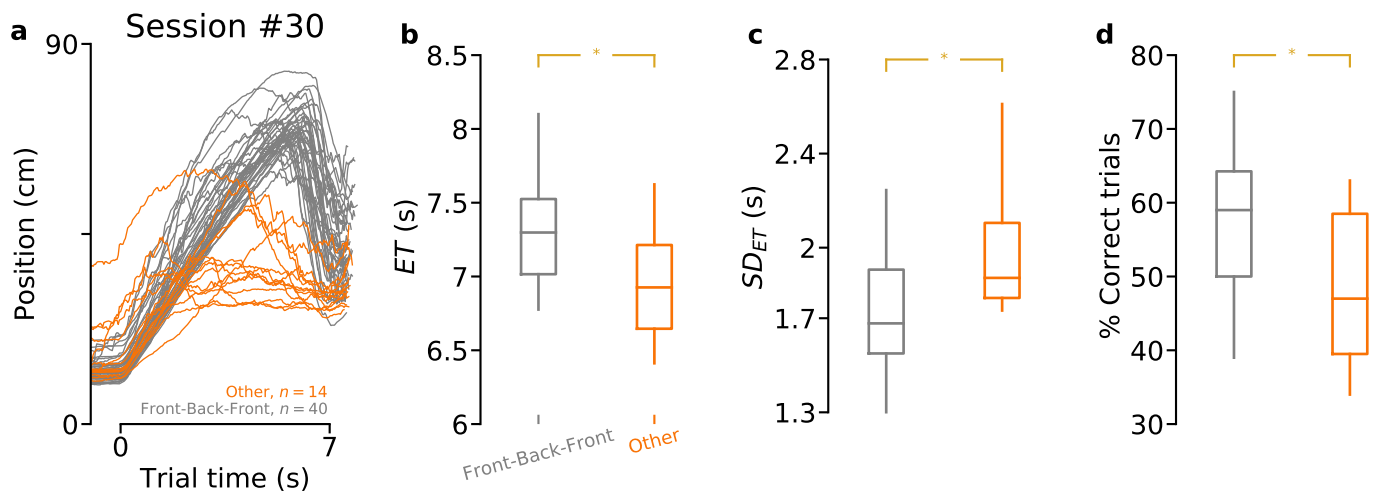 a
Session #30
90
0
Position (cm)
Other, n = 14
Front-Back-Front, n = 40
0 7
Trial time (s)
b
*
8.5
8
7.5
7
6.5
6
ET (s)
Front-Back-Front Other
c
*
2.8
2.4
2
1.7
1.3
SD_ET (s)
d
*
80
70
60
50
40
30
% Correct trials